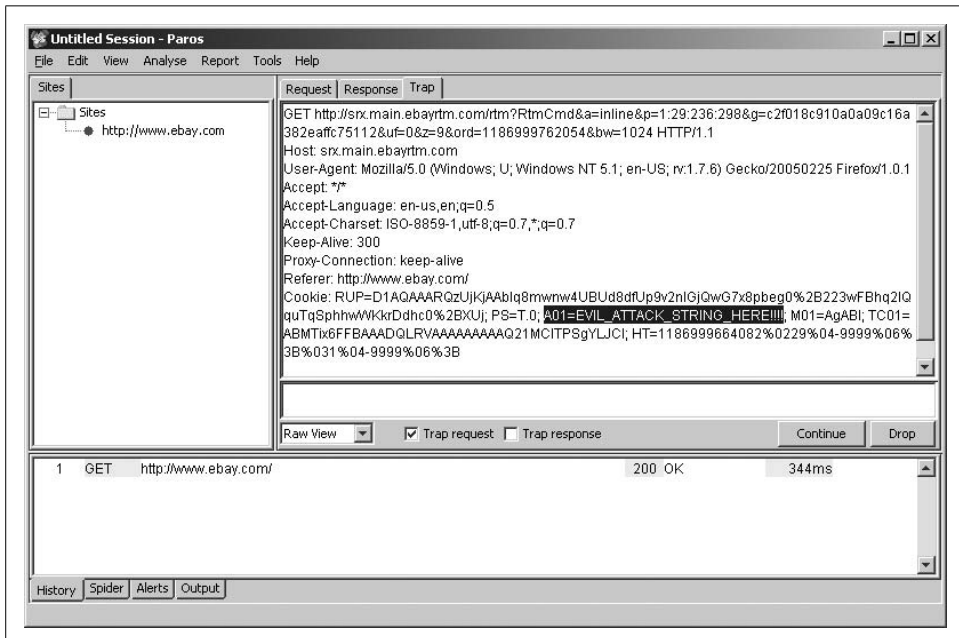 Untitled Session - Paros
File Edit View Analyse Report Tools Help
Sites
Sites
http://www.ebay.com
Request Response Trap
GET http://srx.main.ebayrtm.com/rtm?RtmCmd&a=inline&p=1:29:236:298&g=c2f018c910a0a09c16a
382eaffc75112&uf=0&z=9&ord=1186999762054&bw=1024 HTTP/1.1
Host: srx.main.ebayrtm.com
User-Agent: Mozilla/5.0 (Windows; U; Windows NT 5.1; en-US; rv:1.7.6) Gecko/20050225 Firefox/1.0.1
Accept: */*
Accept-Language: en-us,en;q=0.5
Accept-Charset: ISO-8859-1,utf-8;q=0.7,*;q=0.7
Keep-Alive: 300
Proxy-Connection: keep-alive
Referer: http://www.ebay.com/
Cookie: RUP=D1AQAAARQzUjKjAAblq8mwnw4UBUd8dfUp9v2nlGjQwG7x8pbeg0%2B223wFBhq2lQ
quTqSphhwWKkrDdhc0%2BXUj; PS=T.0; A01=EVIL_ATTACK_STRING_HERE!!!!; M01=AgABI; TC01=
ABMTix6FFBAAADQLRVAAAAAAAAAQ21MCITPSgYLJCI; HT=1186999664082%0229%04-9999%06%
3B%031%04-9999%06%3B
Raw View Trap request Trap response Continue Drop
1 GET http://www.ebay.com/ 200 OK 344ms
History Spider Alerts Output